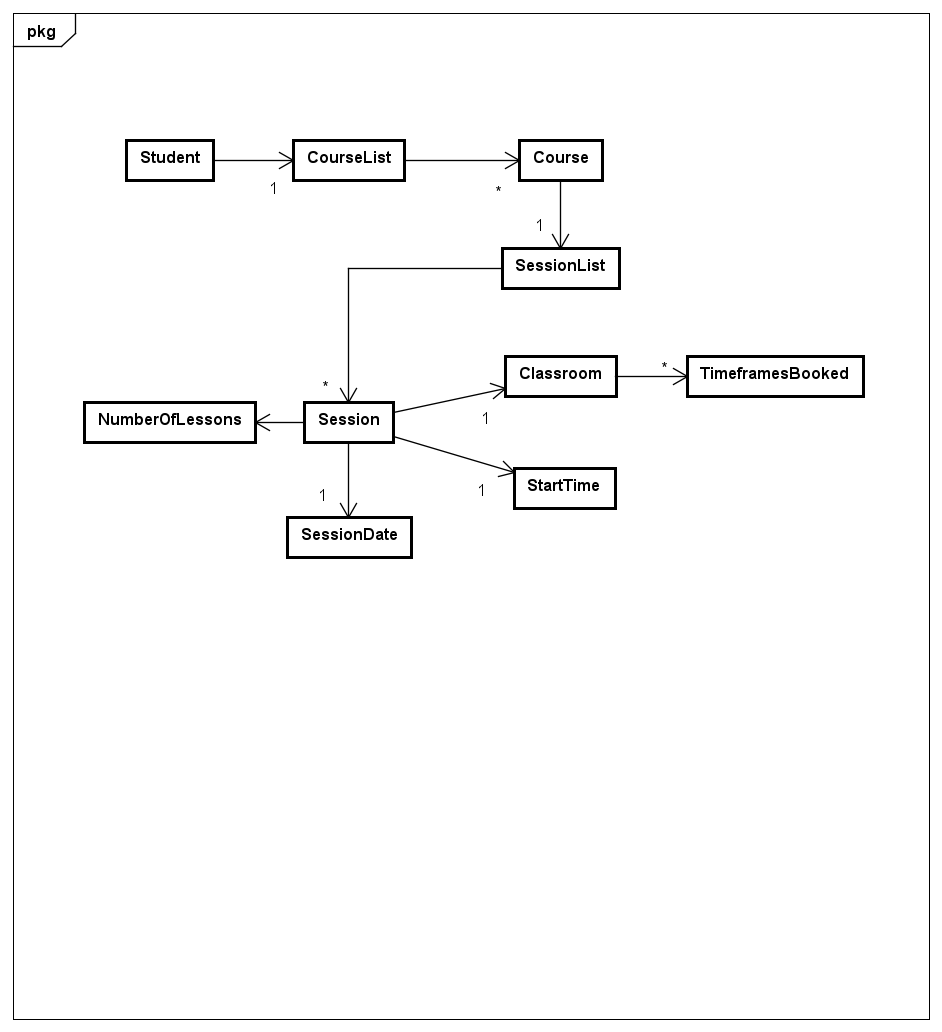 pkg
Student
CourseList
Course
1
*
1
SessionList
*
Classroom
*
TimeframesBooked
NumberOfLessons
Session
1
StartTime
1
1
SessionDate